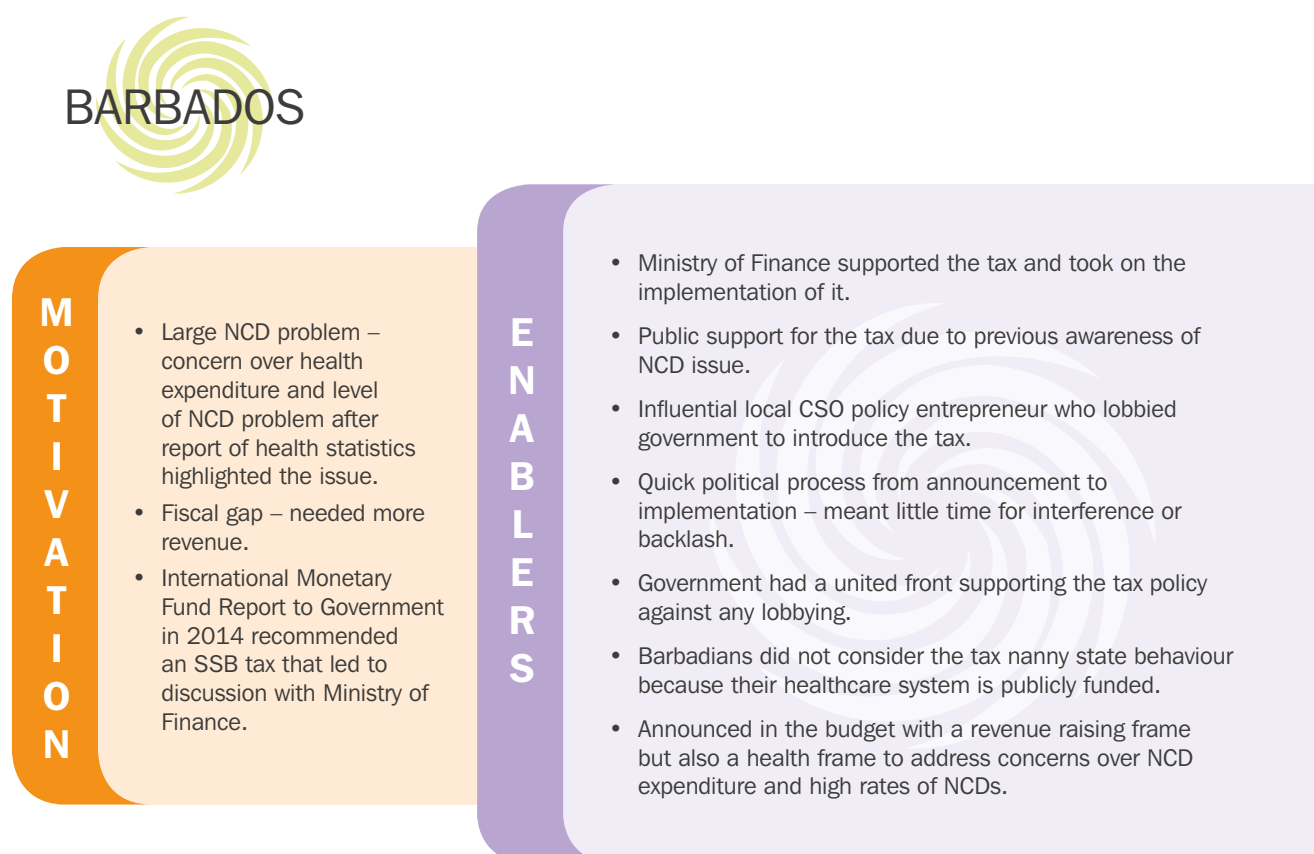 BARBADOS
MOTIVATION
• Large NCD problem –
concern over health
expenditure and level
of NCD problem after
report of health statistics
highlighted the issue.
• Fiscal gap – needed more
revenue.
• International Monetary
Fund Report to Government
in 2014 recommended
an SSB tax that led to
discussion with Ministry of
Finance.
ENABLERS
• Ministry of Finance supported the tax and took on the
implementation of it.
• Public support for the tax due to previous awareness of
NCD issue.
• Influential local CSO policy entrepreneur who lobbied
government to introduce the tax.
• Quick political process from announcement to
implementation – meant little time for interference or
backlash.
• Government had a united front supporting the tax policy
against any lobbying.
• Barbadians did not consider the tax nanny state behaviour
because their healthcare system is publicly funded.
• Announced in the budget with a revenue raising frame
but also a health frame to address concerns over NCD
expenditure and high rates of NCDs.